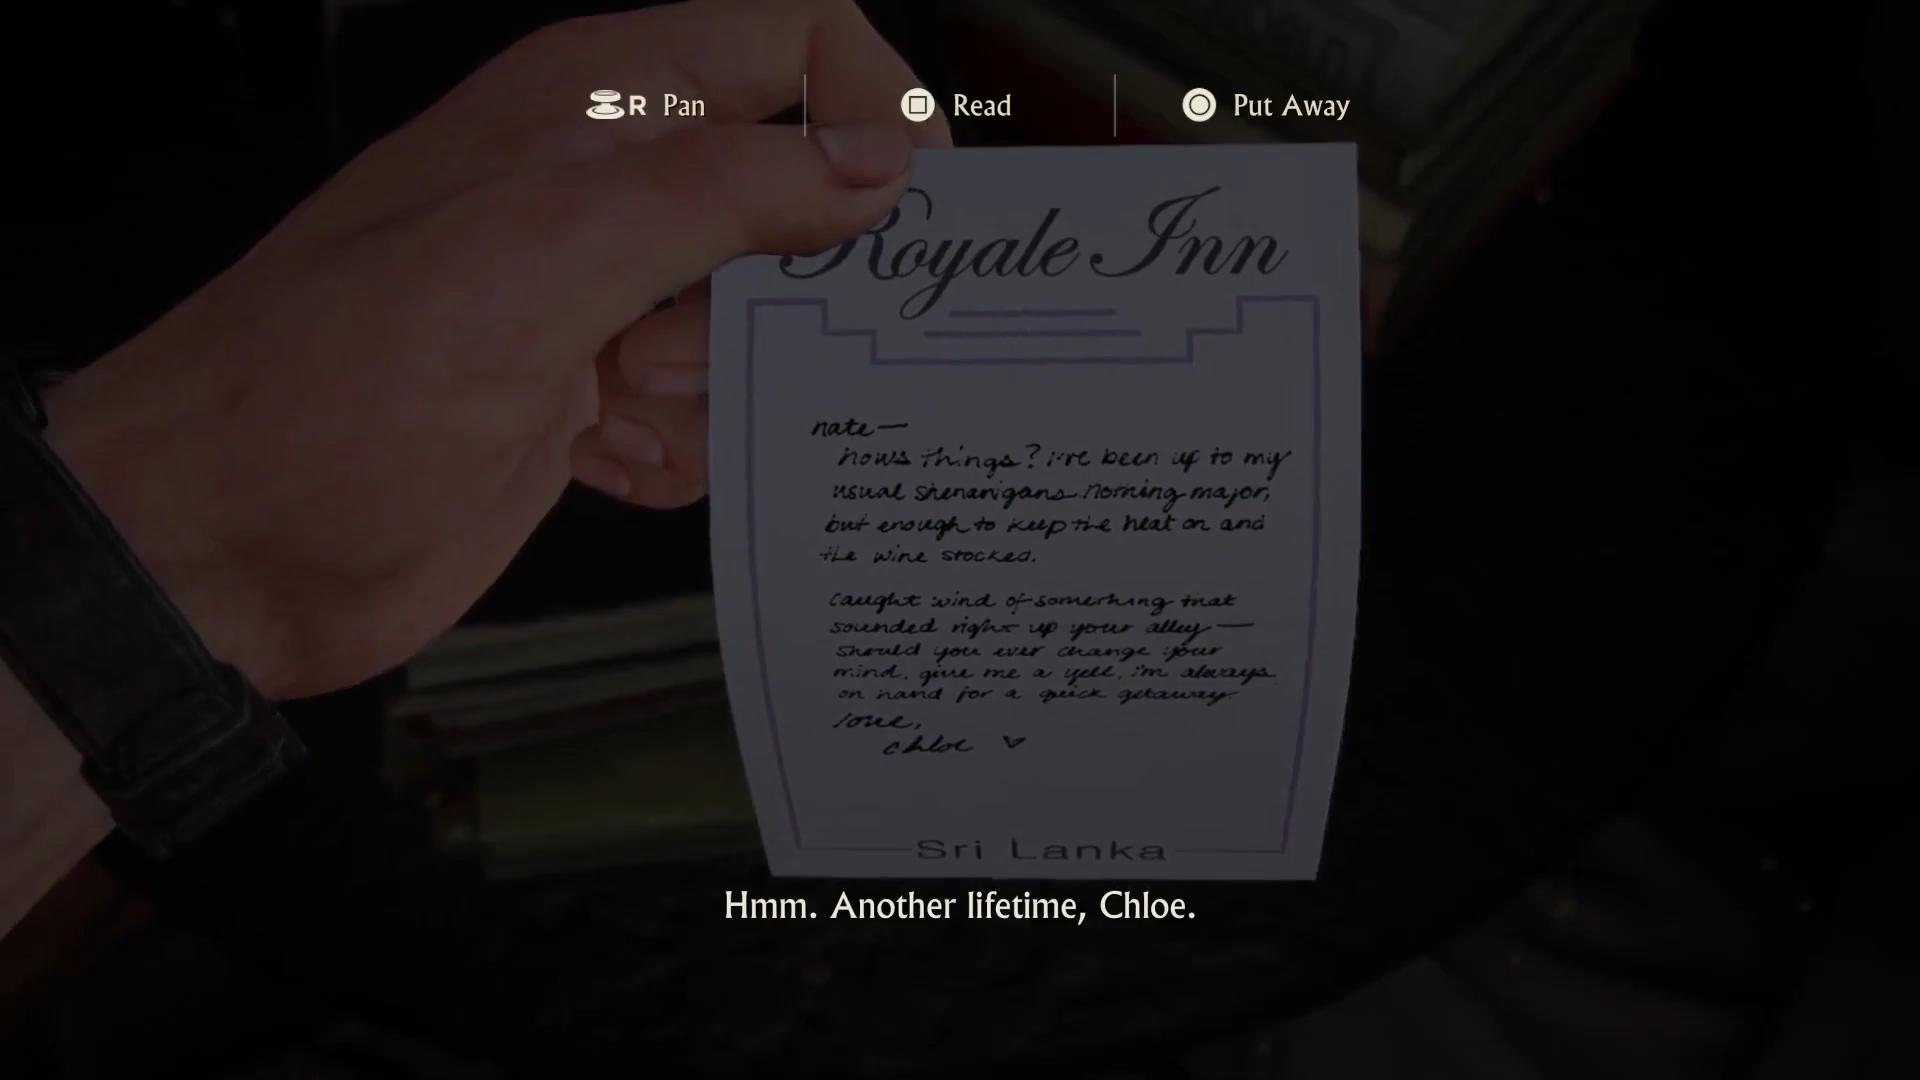 R Pan
Read
Put Away
Royale Inn
nate—
hows things? i've been up to my
usual shenanigans. nothing major,
but enough to keep the heat on and
the wine stocked.
caught wind of something that
sounded right up your alley—
should you ever change your
mind, give me a yell. i'm always
on hand for a quick getaway.
love,
chloe
Sri Lanka
Hmm. Another lifetime, Chloe.